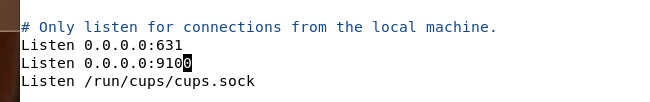 # Only listen for connections from the local machine.
Listen 0.0.0.0:631
Listen 0.0.0.0:9100
Listen /run/cups/cups.sock